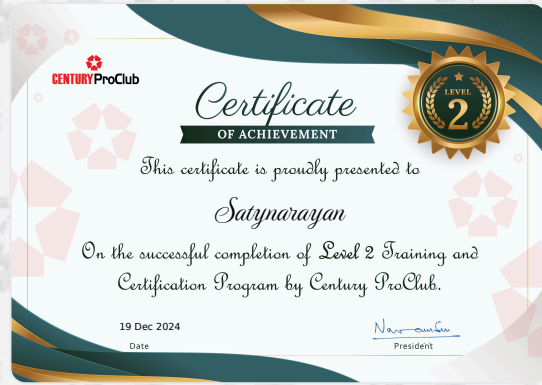 CENTURY ProClub
Certificate
OF ACHIEVEMENT
LEVEL
2
This certificate is proudly presented to
Satynarayan
On the successful completion of Level 2 Training and
Certification Program by Century ProClub.
19 Dec 2024
Date
President